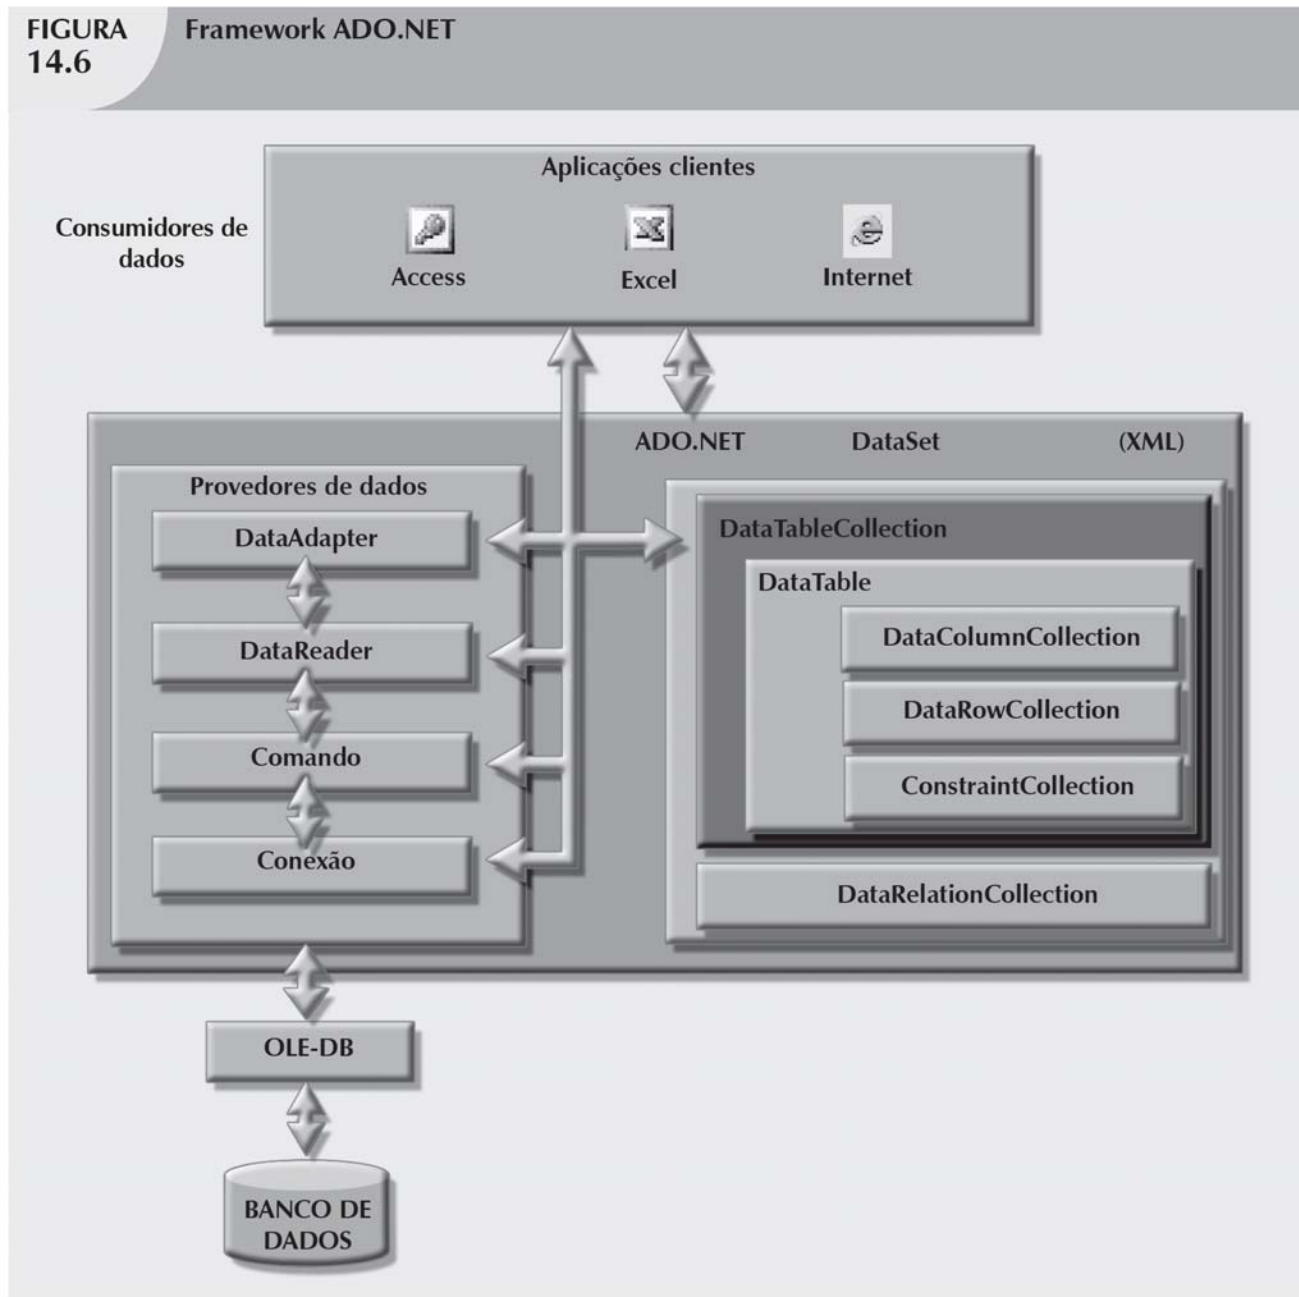 FIGURA
14.6
Framework ADO.NET
Aplicações clientes
Consumidores de
dados
Access
Excel
Internet
ADO.NET DataSet (XML)
Provedores de dados
DataAdapter
DataReader
Comando
Conexão
DataTableCollection
DataTable
DataColumnCollection
DataRowCollection
ConstraintCollection
DataRelationCollection
OLE-DB
BANCO DE
DADOS